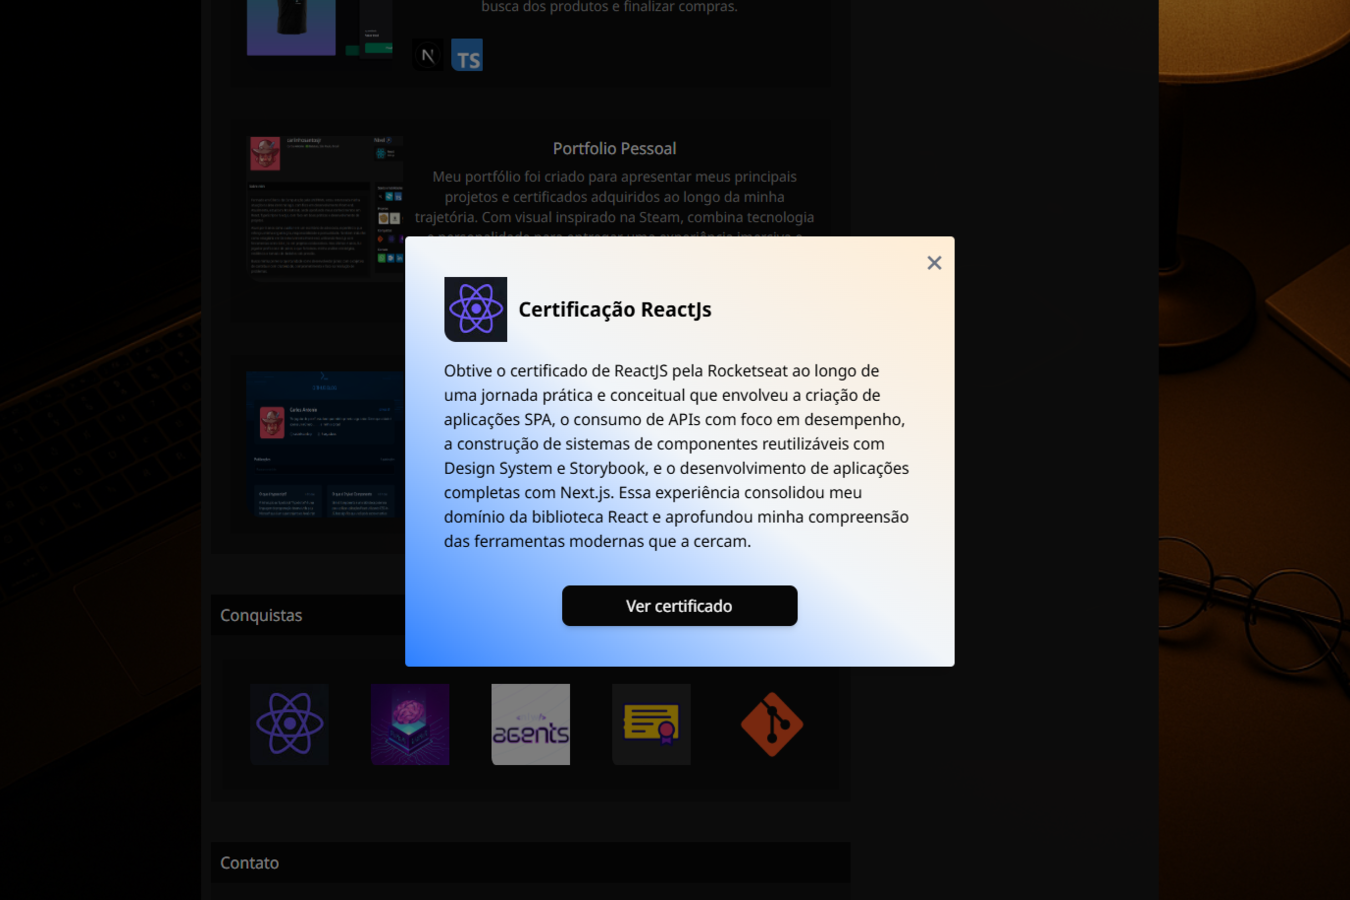 busca dos produtos e finalizar compras.
N
TS
Portfolio Pessoal
Meu portfólio foi criado para apresentar meus principais
projetos e certificados adquiridos ao longo da minha
trajetória. Com visual inspirado na Steam, combina tecnologia
Certificação ReactJs
Obtive o certificado de ReactJS pela Rocketseat ao longo de
uma jornada prática e conceitual que envolveu a criação de
aplicações SPA, o consumo de APIs com foco em desempenho,
a construção de sistemas de componentes reutilizáveis com
Design System e Storybook, e o desenvolvimento de aplicações
completas com Next.js. Essa experiência consolidou meu
domínio da biblioteca React e aprofundou minha compreensão
das ferramentas modernas que a cercam.
Ver certificado
Conquistas
agents
Contato